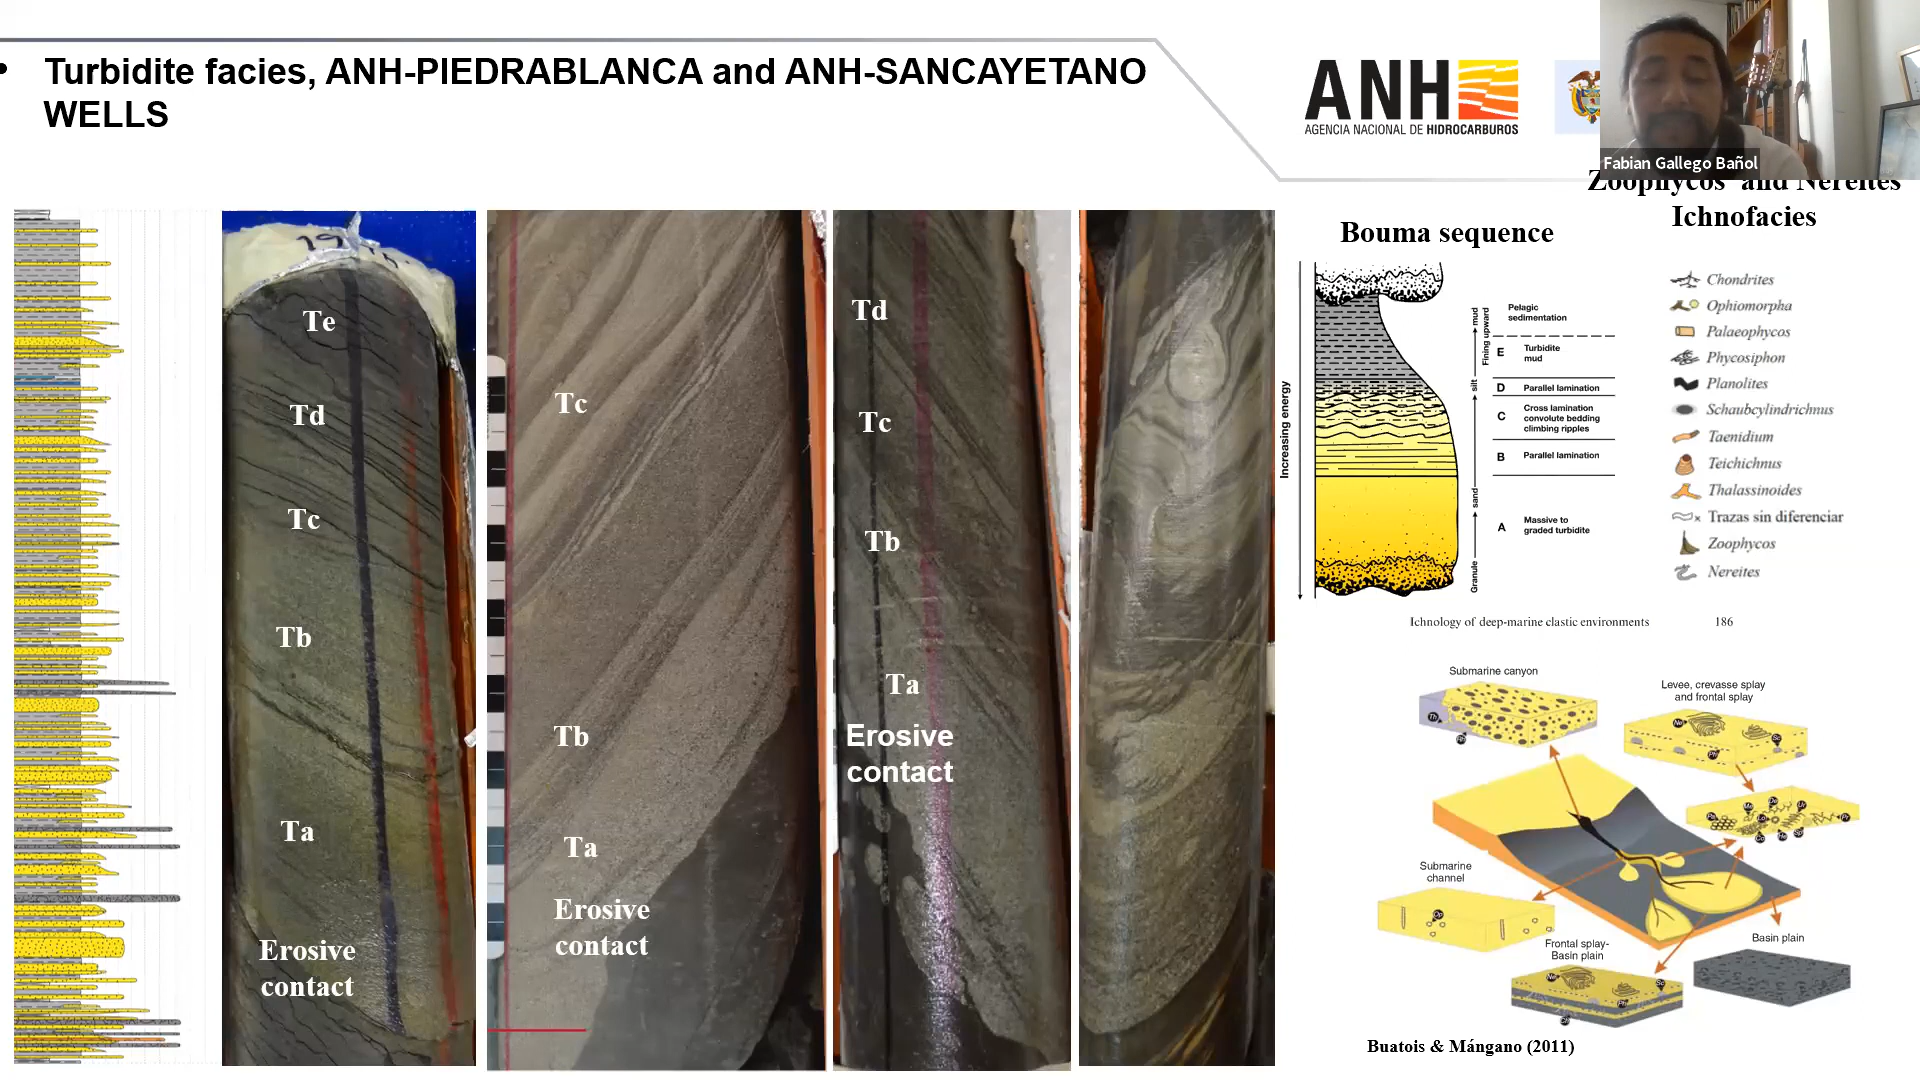 • Turbidite facies, ANH-PIEDRABLANCA and ANH-SANCAYETANO
WELLS
ANH
AGENCIA NACIONAL DE HIDROCARBUROS
Fabian Gallego Bañol
Zoophycos and Nereites
Ichnofacies
Te
Td
Tc
Tb
Ta
Erosive
contact
Tc
Tb
Ta
Erosive
contact
Td
Tc
Tb
Ta
Erosive
contact
Bouma sequence
Increasing energy
Granule
sand
silt
mud
Fining upward
Pelagic
sedimentation
E Turbidite
mud
D Parallel lamination
C Cross lamination
convolute bedding
climbing ripples
B Parallel lamination
A Massive to
graded turbidite
Chondrites
Ophiomorpha
Palaeophycos
Phycosiphon
Planolites
Schaubcylindrichnus
Taenidium
Teichichnus
Thalassinoides
Trazas sin diferenciar
Zoophycos
Nereites
Ichnology of deep-marine clastic environments 186
Submarine canyon
Levee, crevasse splay
and frontal splay
Submarine
channel
Frontal splay-
Basin plain
Basin plain
Buatois & Mángano (2011)